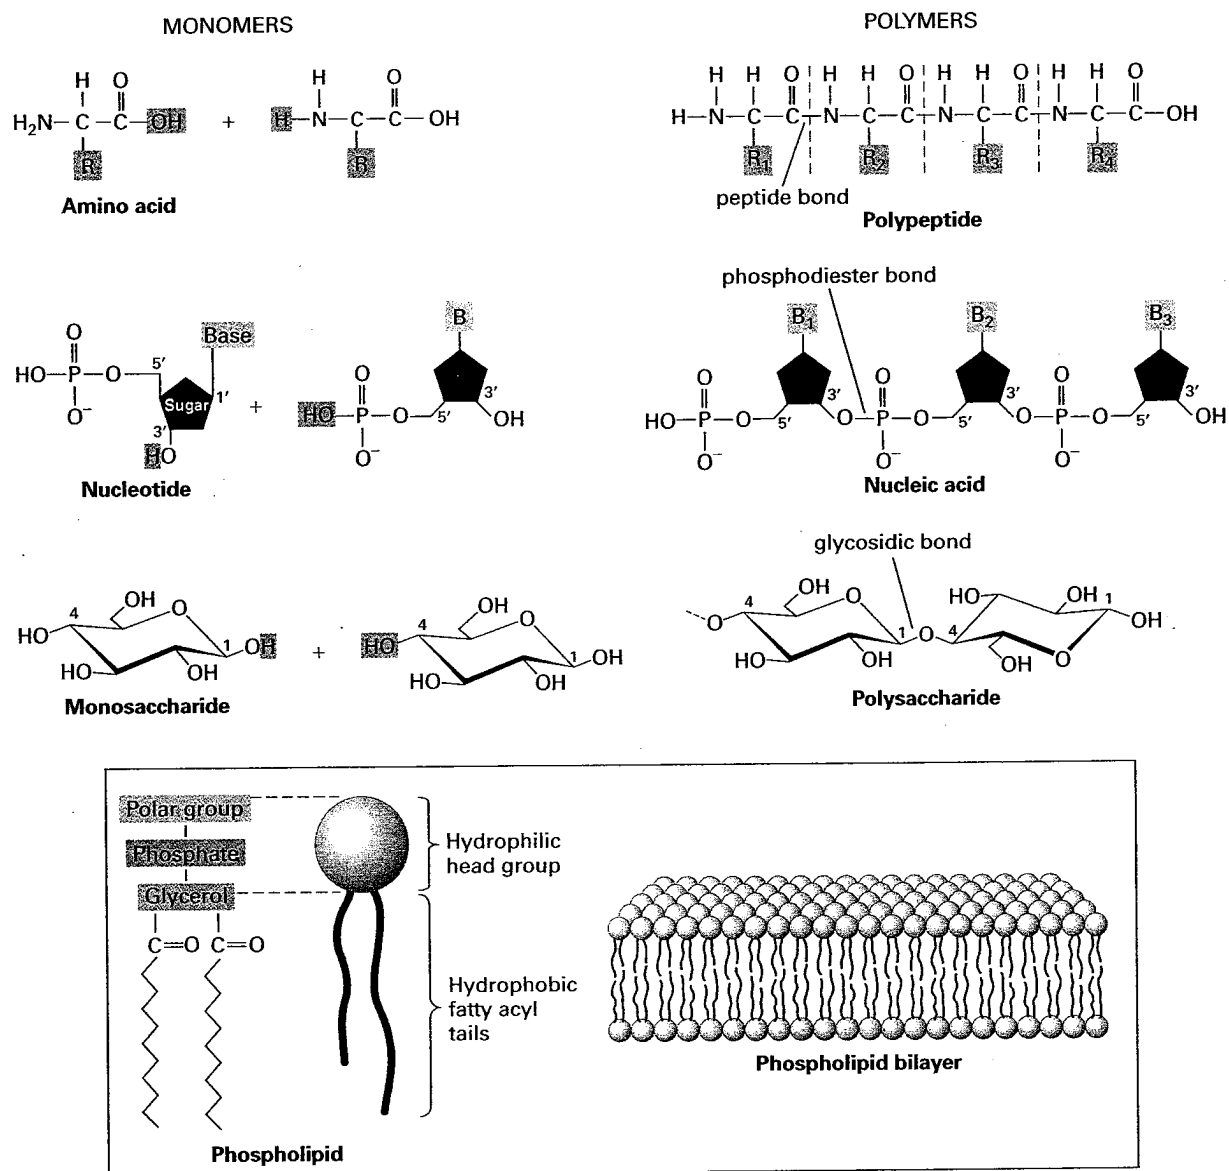 MONOMERS
POLYMERS
H O
H₂N–C–C–OH
R
+
H H O
H–N–C–C–OH
R
Amino acid
H H O H H O H H O H H O
H–N–C–C–N–C–C–N–C–C–N–C–C–OH
R₁ R₂ R₃ R₄
peptide bond
Polypeptide
O
HO–P–O
O⁻
5′
Base
Sugar
1′
3′
HO
Nucleotide
+
B
O
HO–P–O
O⁻
5′
3′
OH
phosphodiester bond
B₁ B₂ B₃
O O O
HO–P–O 5′ 3′ O–P–O 5′ 3′ O–P–O 5′ 3′ OH
O⁻ O⁻ O⁻
Nucleic acid
OH
4
O
HO
HO
OH
1
OH
Monosaccharide
+
OH
HO
4
O
1
OH
HO
OH
glycosidic bond
OH
4
O
O
HO
OH
1
O
4
HO
OH
1
OH
OH
O
Polysaccharide
Polar group
Phosphate
Glycerol
C=O C=O
Phospholipid
Hydrophilic
head group
Hydrophobic
fatty acyl
tails
Phospholipid bilayer